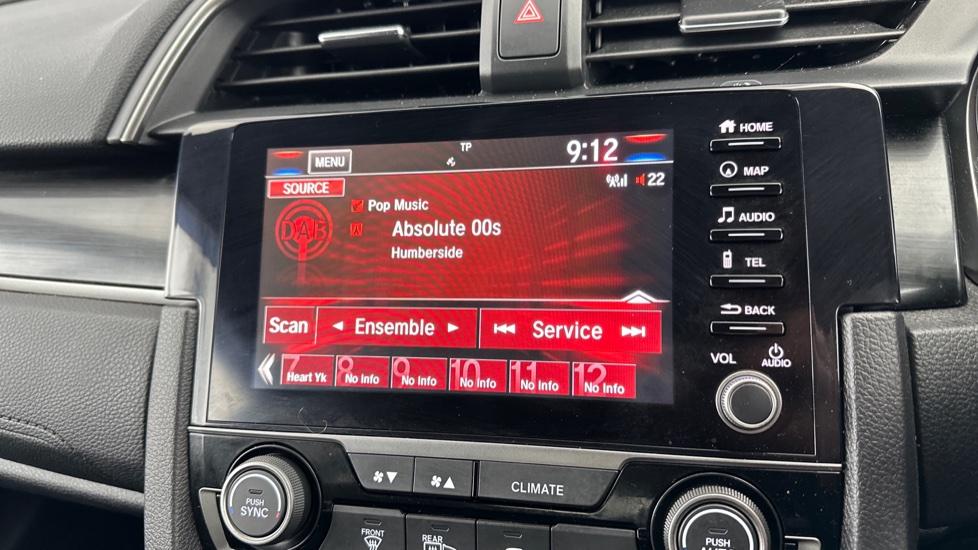 TP
MENU
9:12
SOURCE
22
DAB
Pop Music
Absolute 00s
Humberside
Scan
Ensemble
Service
7 Heart Yk
8 No Info
9 No Info
10 No Info
11 No Info
12 No Info
HOME
MAP
AUDIO
TEL
BACK
VOL
AUDIO
PUSH
SYNC
CLIMATE
PUSH
FRONT
REAR